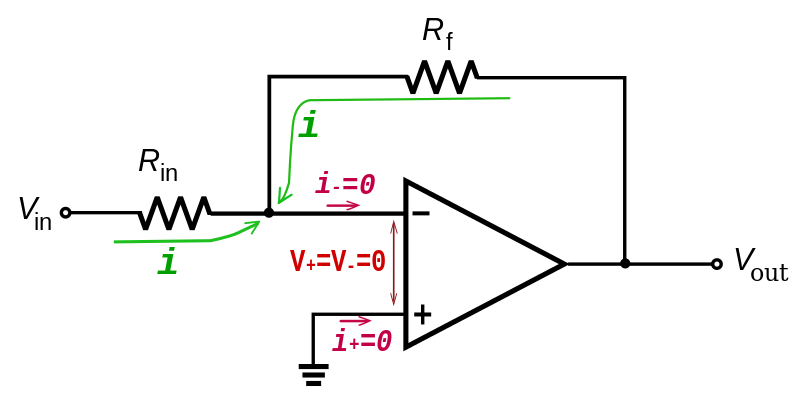 Rf
i
Rin
i-=0
Vin
−
i
V+=V-=0
Vout
+
i+=0